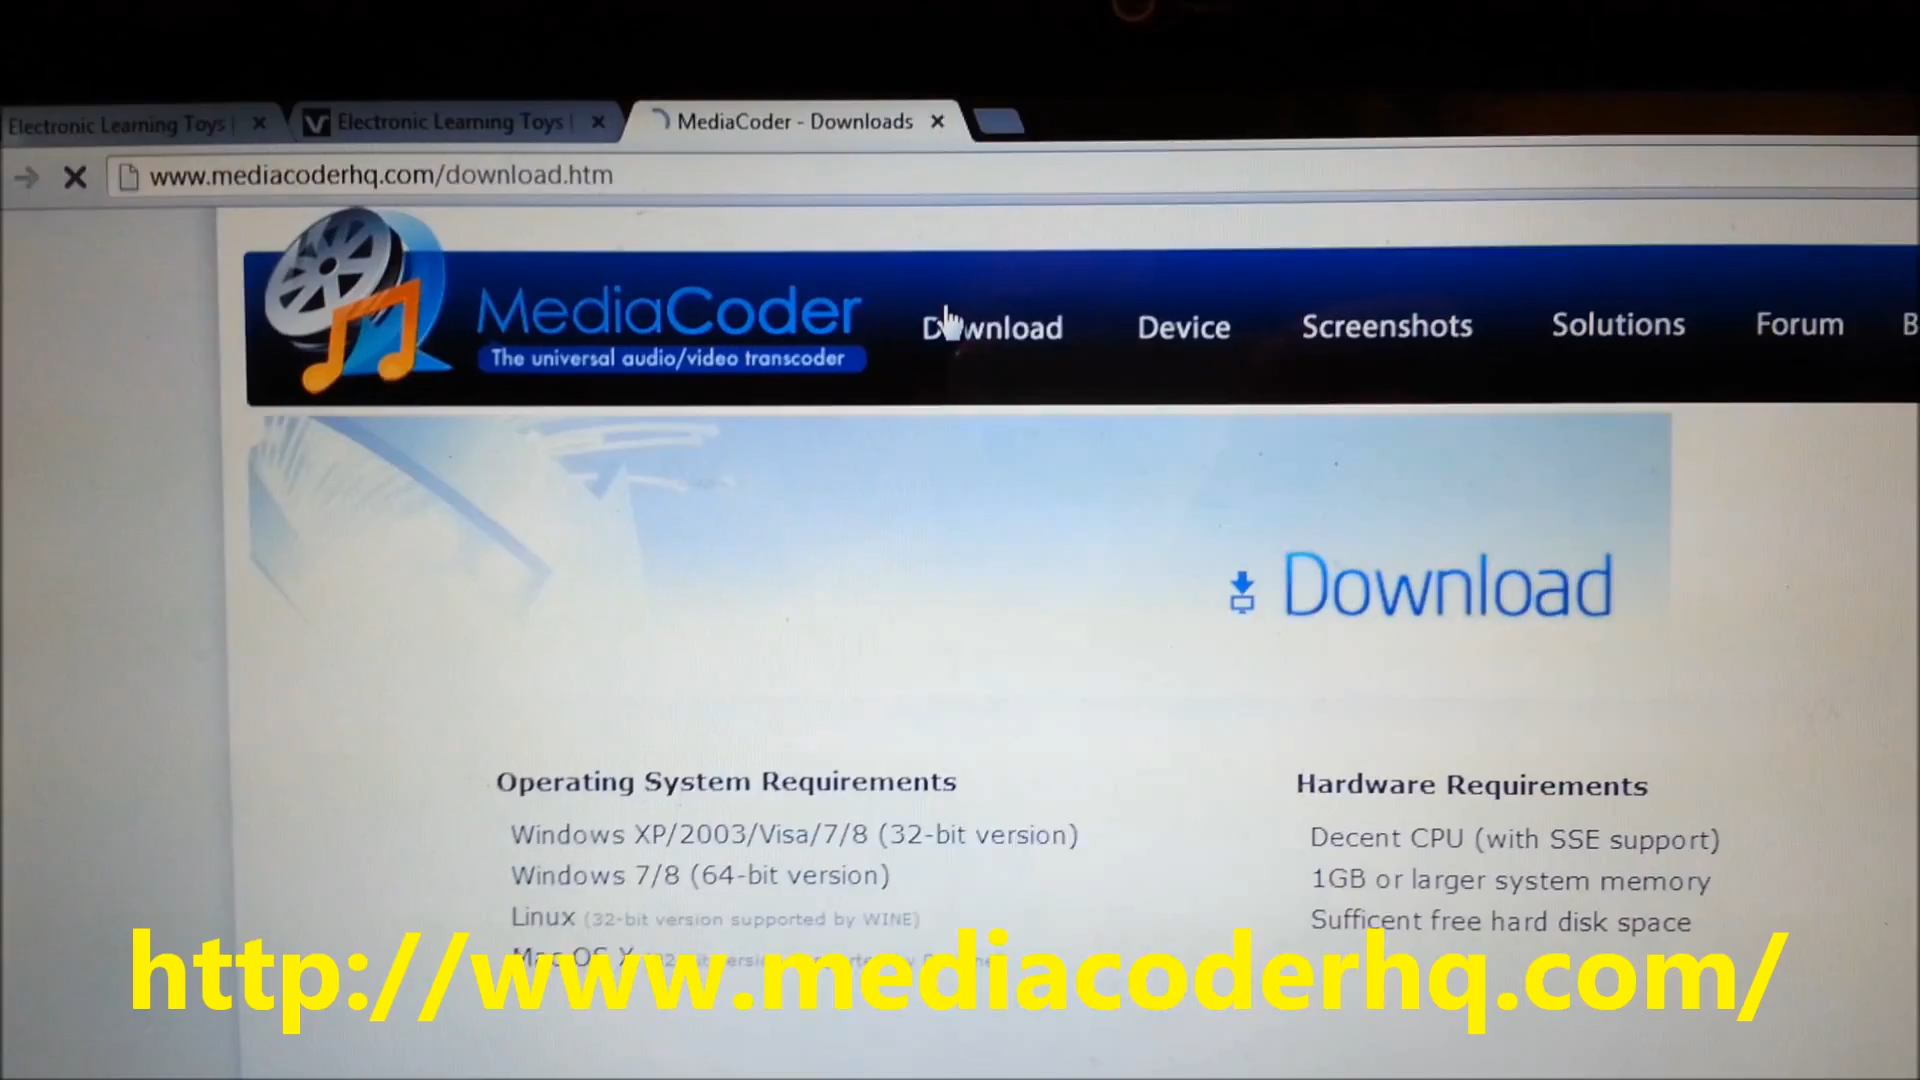 Electronic Learning Toys |
Electronic Learning Toys |
MediaCoder - Downloads
www.mediacoderhq.com/download.htm
MediaCoder
The universal audio/video transcoder
Download
Device
Screenshots
Solutions
Forum
B
Download
Operating System Requirements
Windows XP/2003/Visa/7/8 (32-bit version)
Windows 7/8 (64-bit version)
Linux (32-bit version supported by WINE)
Mac OS X
Hardware Requirements
Decent CPU (with SSE support)
1GB or larger system memory
Sufficent free hard disk space
http://www.mediacoderhq.com/